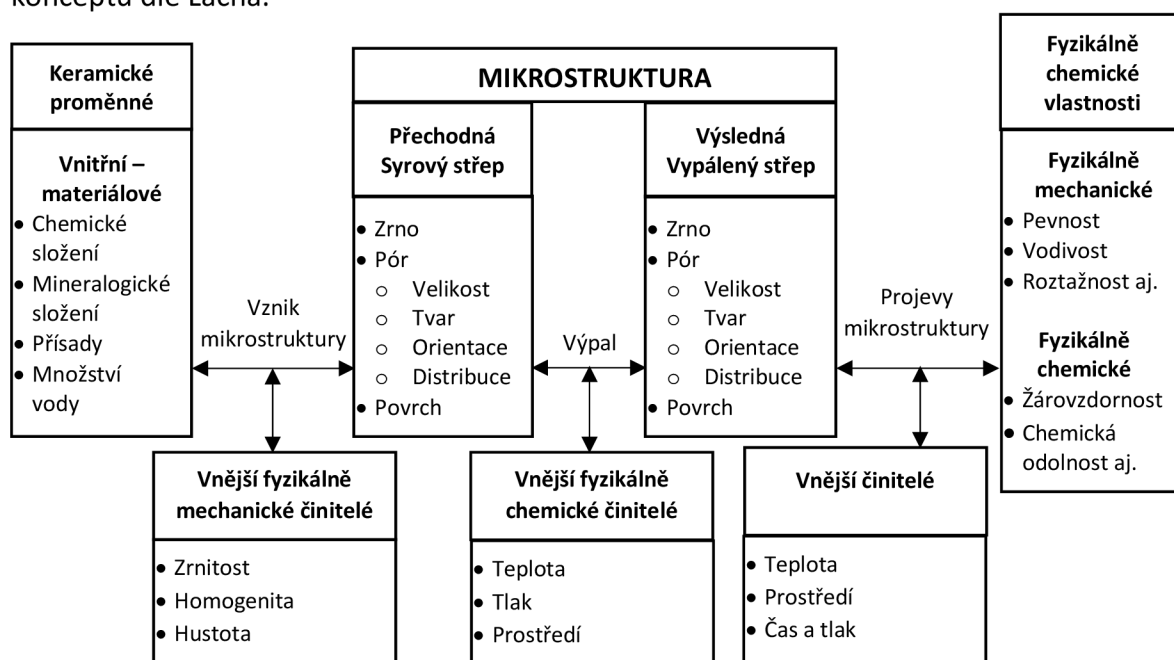 konceptu dle Lacha.
Keramické
proměnné
Vnitřní –
materiálové
• Chemické
složení
• Mineralogické
složení
• Přísady
• Množství
vody
Vznik
mikrostruktury
MIKROSTRUKTURA
Přechodná
Syrový střep
• Zrno
• Pór
o Velikost
o Tvar
o Orientace
o Distribuce
• Povrch
Výpal
Výsledná
Vypálený střep
• Zrno
• Pór
o Velikost
o Tvar
o Orientace
o Distribuce
• Povrch
Projevy
mikrostruktury
Fyzikálně
chemické
vlastnosti
Fyzikálně
mechanické
• Pevnost
• Vodivost
• Roztažnost aj.
Fyzikálně
chemické
• Žárovzdornost
• Chemická
odolnost aj.
Vnější fyzikálně
mechanické činitelé
• Zrnitost
• Homogenita
• Hustota
Vnější fyzikálně
chemické činitelé
• Teplota
• Tlak
• Prostředí
Vnější činitelé
• Teplota
• Prostředí
• Čas a tlak